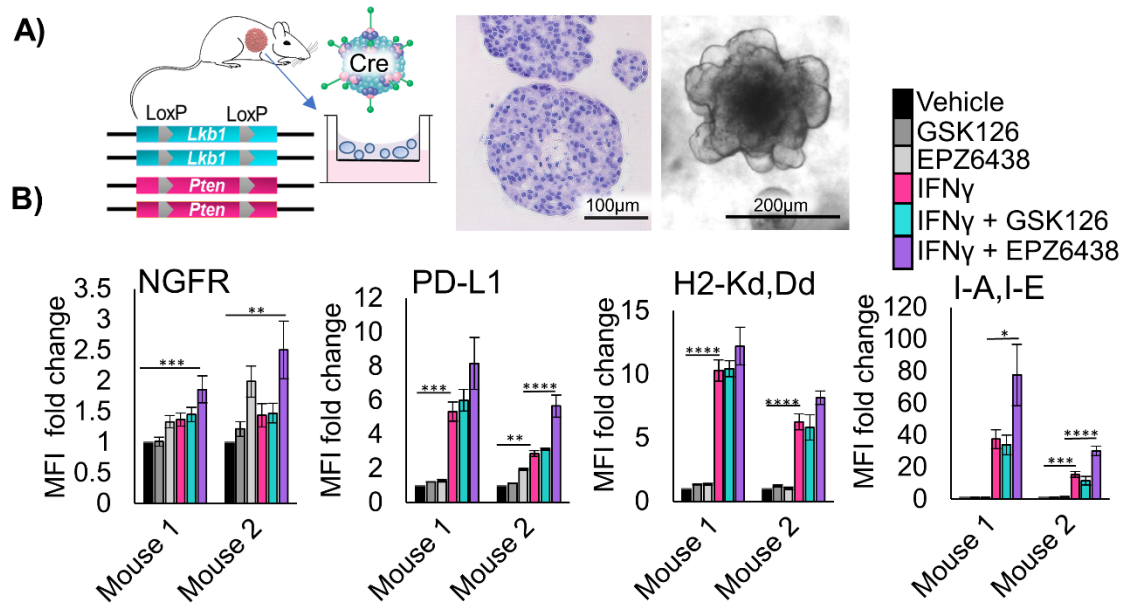 A)
Cre
LoxP LoxP
Lkb1
Lkb1
Pten
Pten
100µm
200µm
Vehicle
GSK126
EPZ6438
IFNγ
IFNγ + GSK126
IFNγ + EPZ6438
B)
NGFR
MFI fold change
3.5
3
2.5
2
1.5
1
0.5
0
***
**
Mouse 1
Mouse 2
PD-L1
MFI fold change
12
10
8
6
4
2
0
***
**
****
Mouse 1
Mouse 2
H2-Kd,Dd
MFI fold change
15
10
5
0
****
****
Mouse 1
Mouse 2
I-A,I-E
MFI fold change
120
100
80
60
40
20
0
*
***
****
Mouse 1
Mouse 2